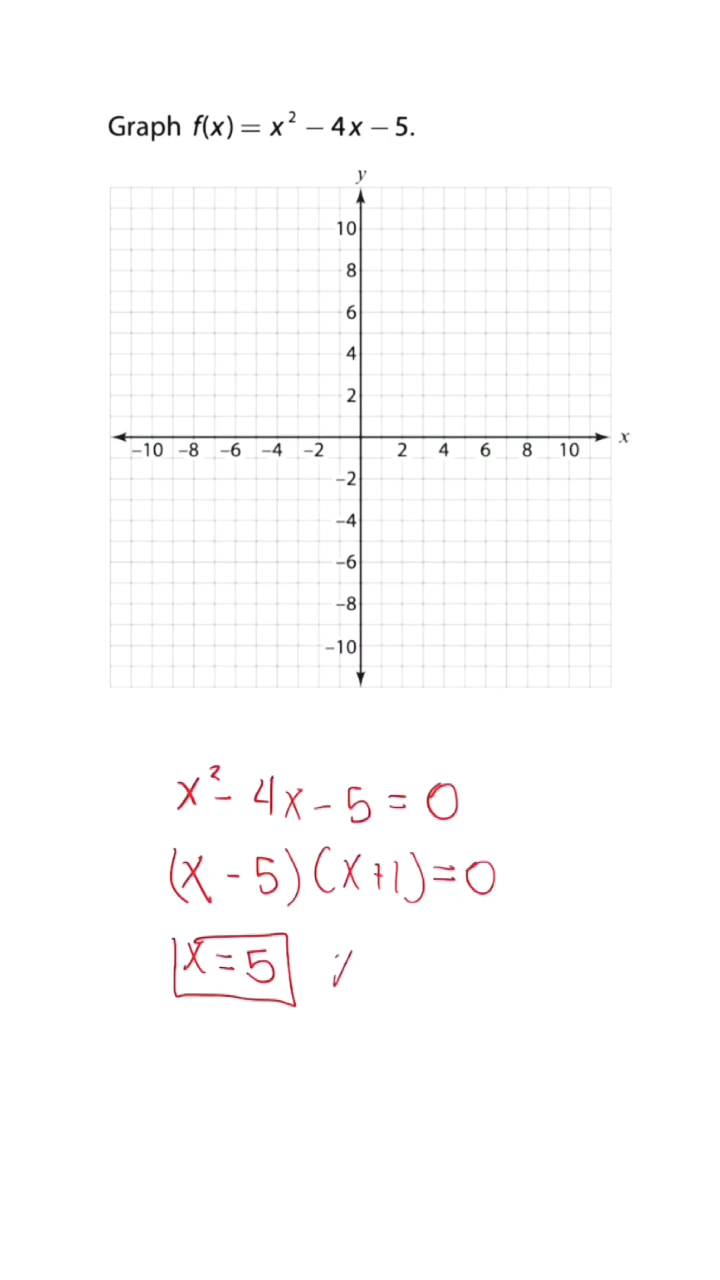 Graph f(x) = x² – 4x – 5.
y
10
8
6
4
2
–10 –8 –6 –4 –2 2 4 6 8 10 x
–2
–4
–6
–8
–10
x² - 4x - 5 = 0
(x - 5)(x+1)=0
x = 5